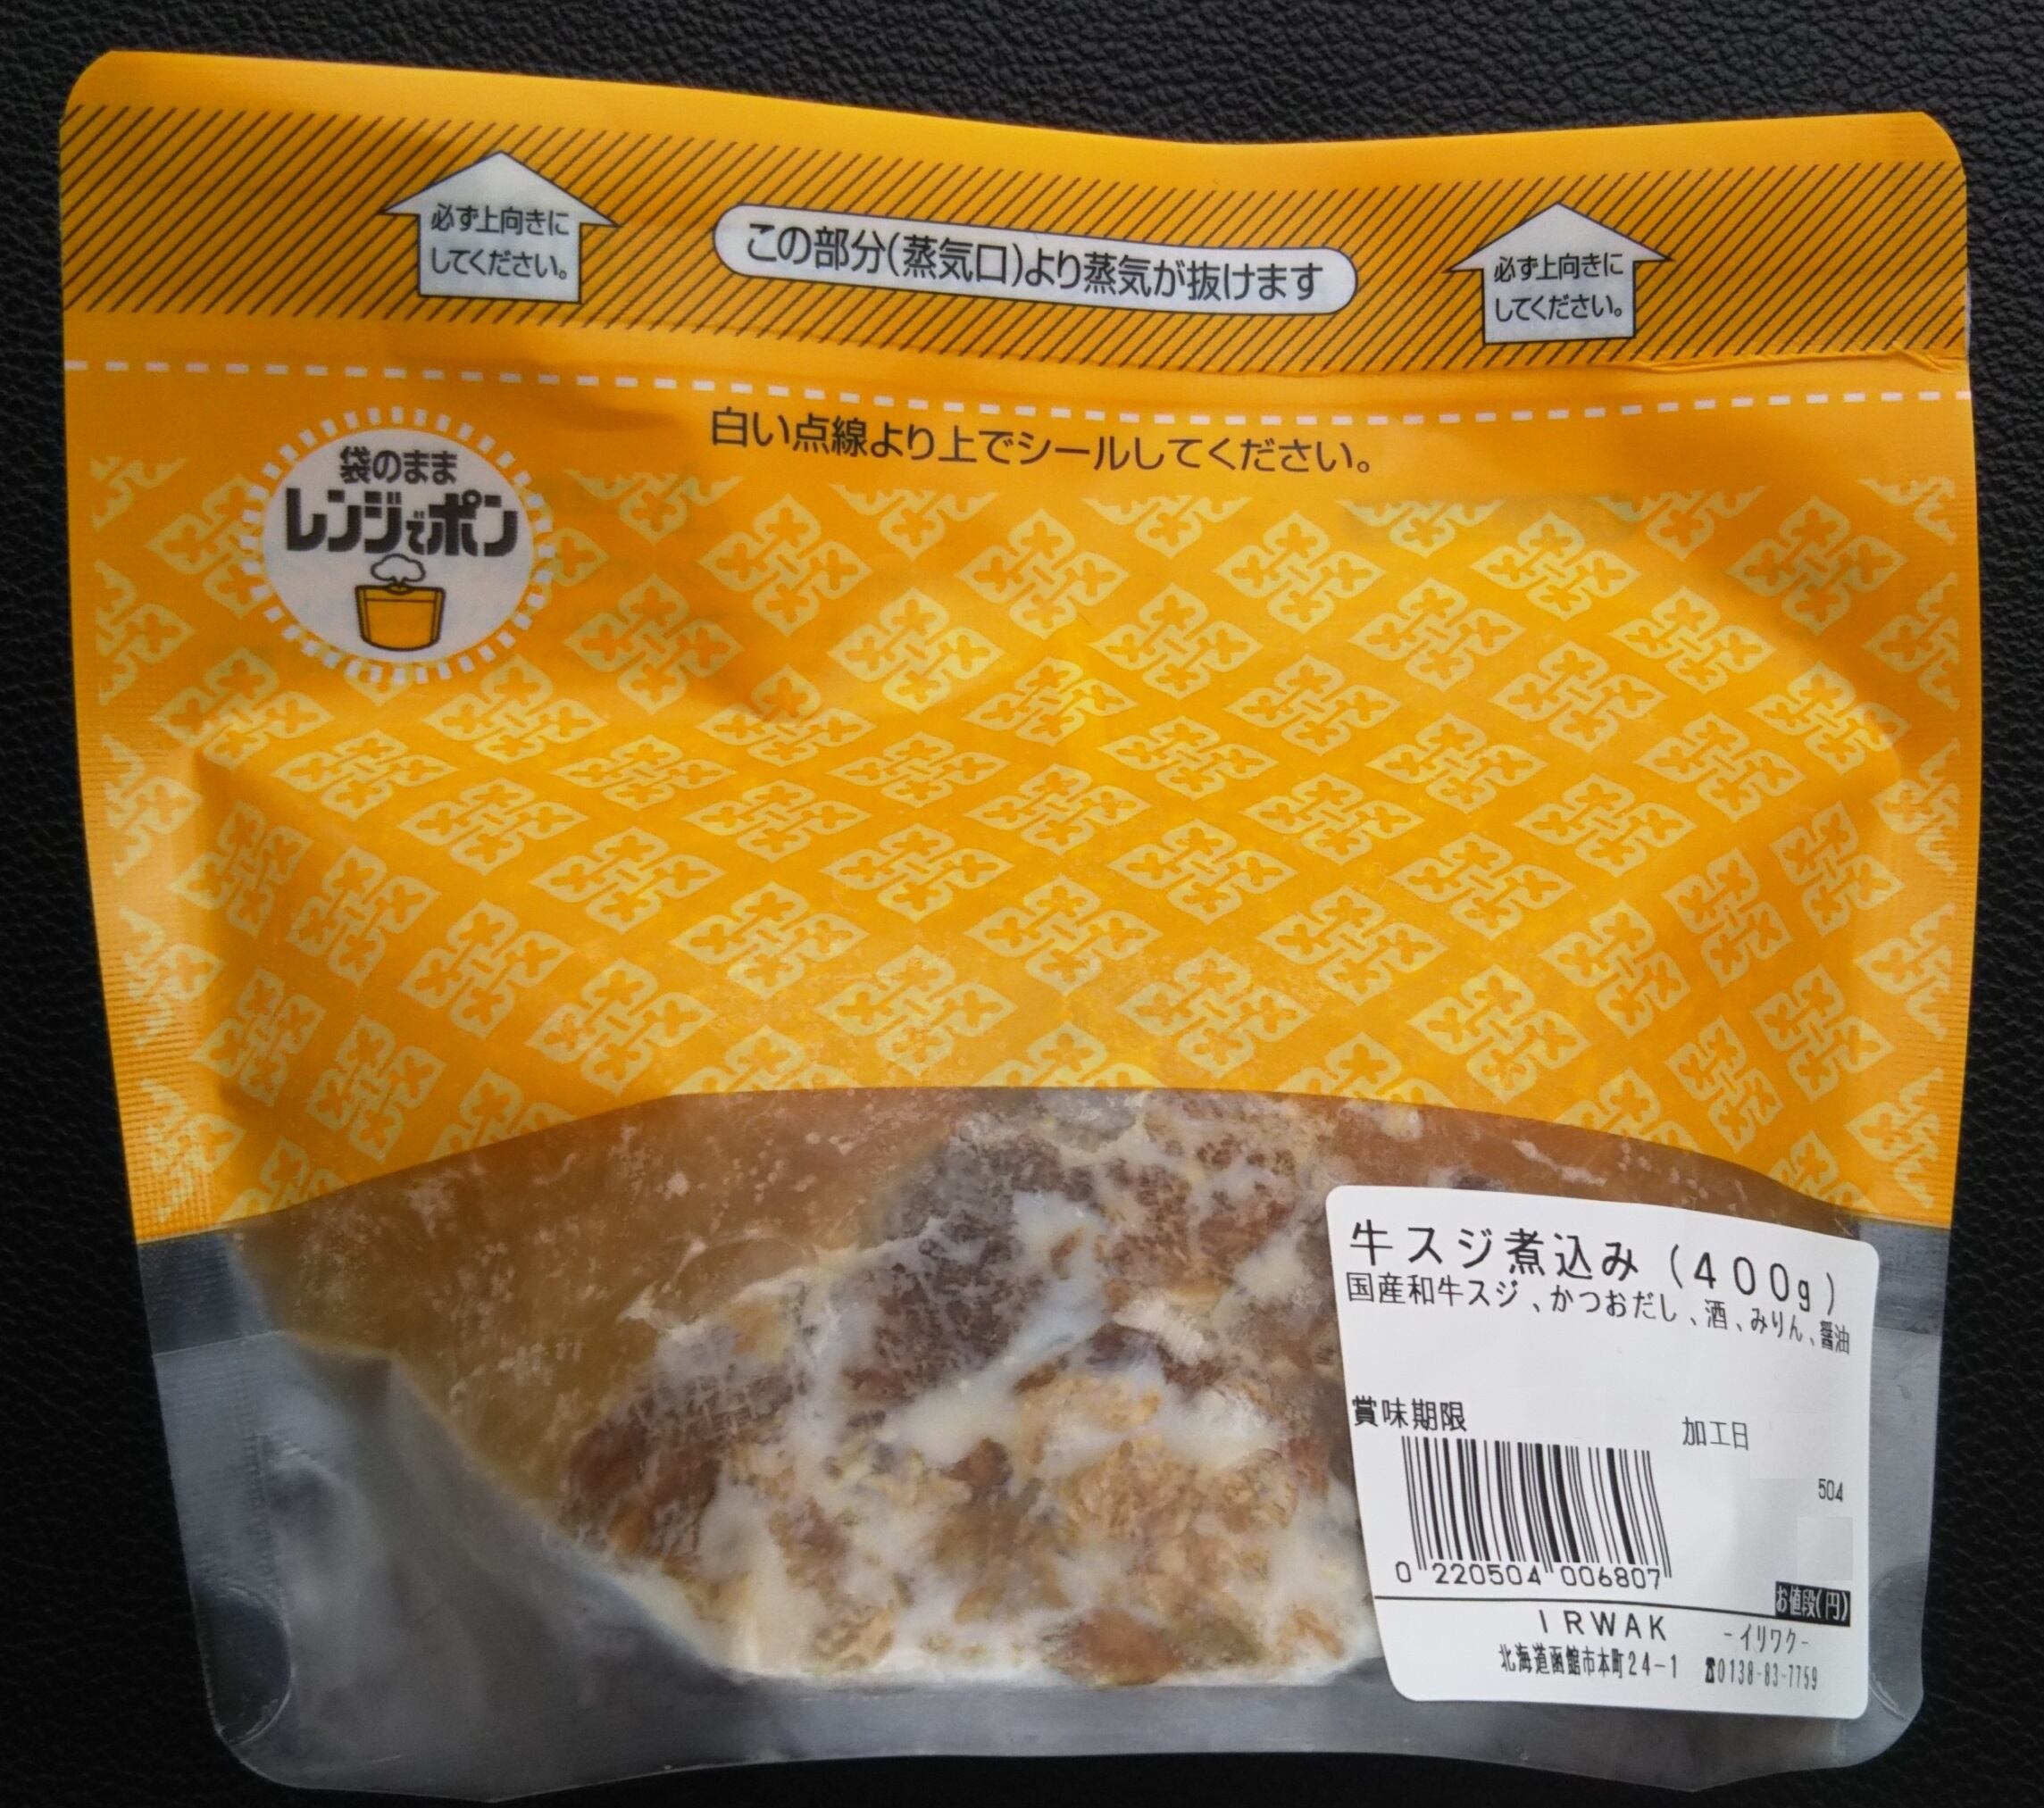 必ず上向きに
してください。
この部分(蒸気口)より蒸気が抜けます
必ず上向きに
してください。
白い点線より上でシールしてください。
袋のまま
レンジでポン
牛スジ煮込み(400g)
国産和牛スジ、かつおだし、酒、みりん、醤油
賞味期限
加工日
504
0 220504 006807
お値段(円)
IRWAK -イリワク-
北海道函館市本町24-1 ☎0138-83-7759